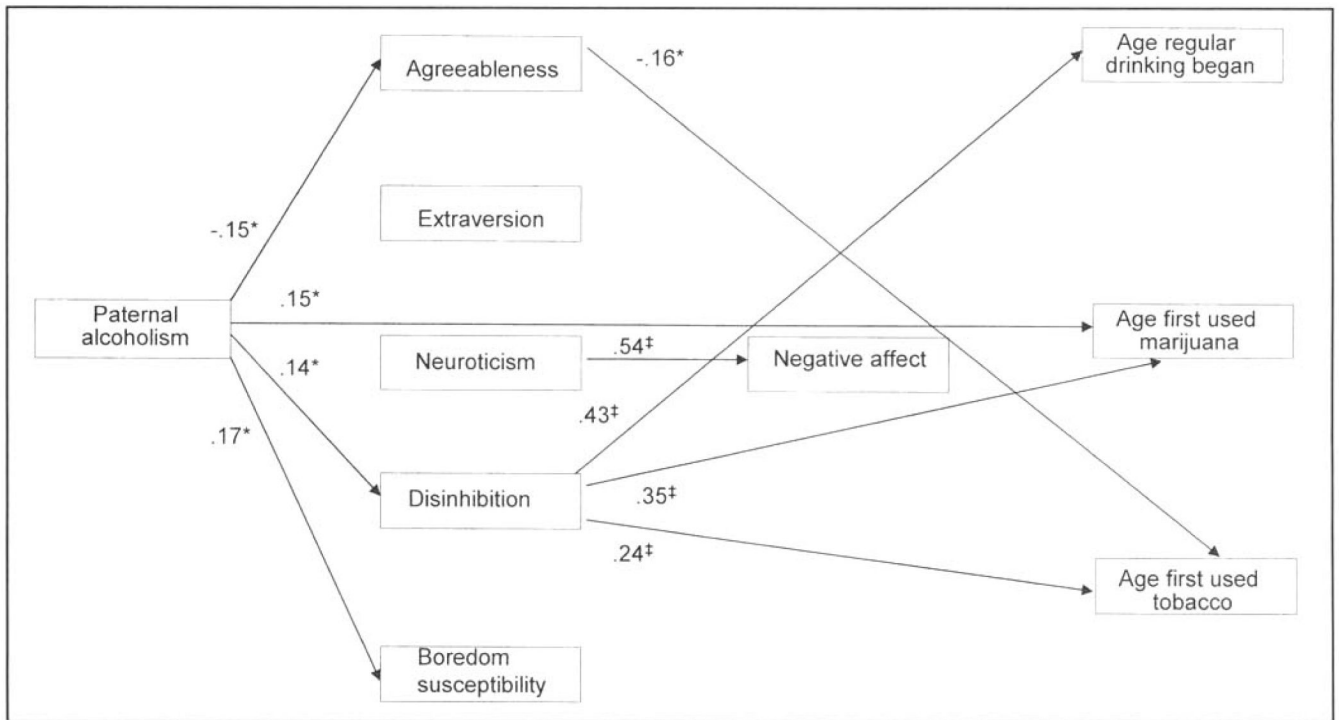 Agreeableness
-.16*
Age regular
drinking began
Extraversion
-.15*
Paternal
alcoholism
.15*
Age first used
marijuana
Neuroticism
.54‡
Negative affect
.14*
.43‡
.17*
Disinhibition
.35‡
.24‡
Age first used
tobacco
Boredom
susceptibility